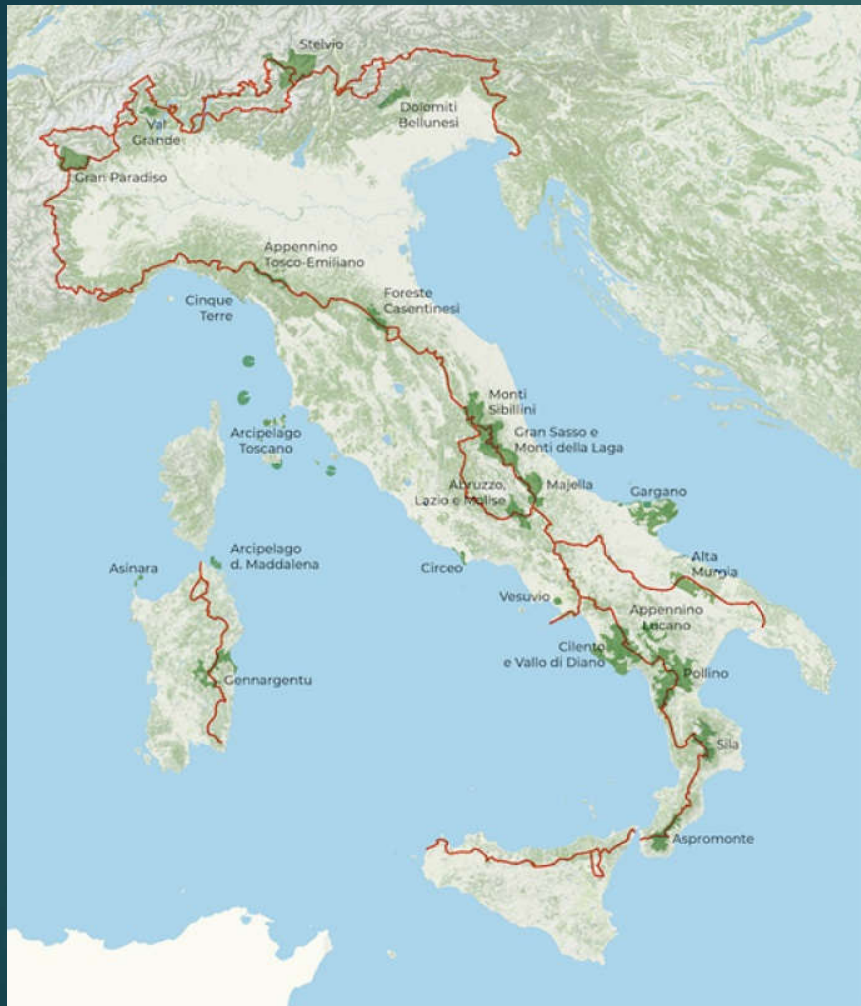 Stelvio
Dolomiti
Bellunesi
Val
Grande
Gran Paradiso
Appennino
Tosco-Emiliano
Cinque
Terre
Foreste
Casentinesi
Monti
Sibillini
Gran Sasso e
Monti della Laga
Arcipelago
Toscano
Abruzzo,
Lazio e Molise
Majella
Gargano
Asinara
Arcipelago
d. Maddalena
Circeo
Alta
Murgia
Vesuvio
Appennino
Lucano
Cilento
e Vallo di Diano
Pollino
Gennargentu
Sila
Aspromonte